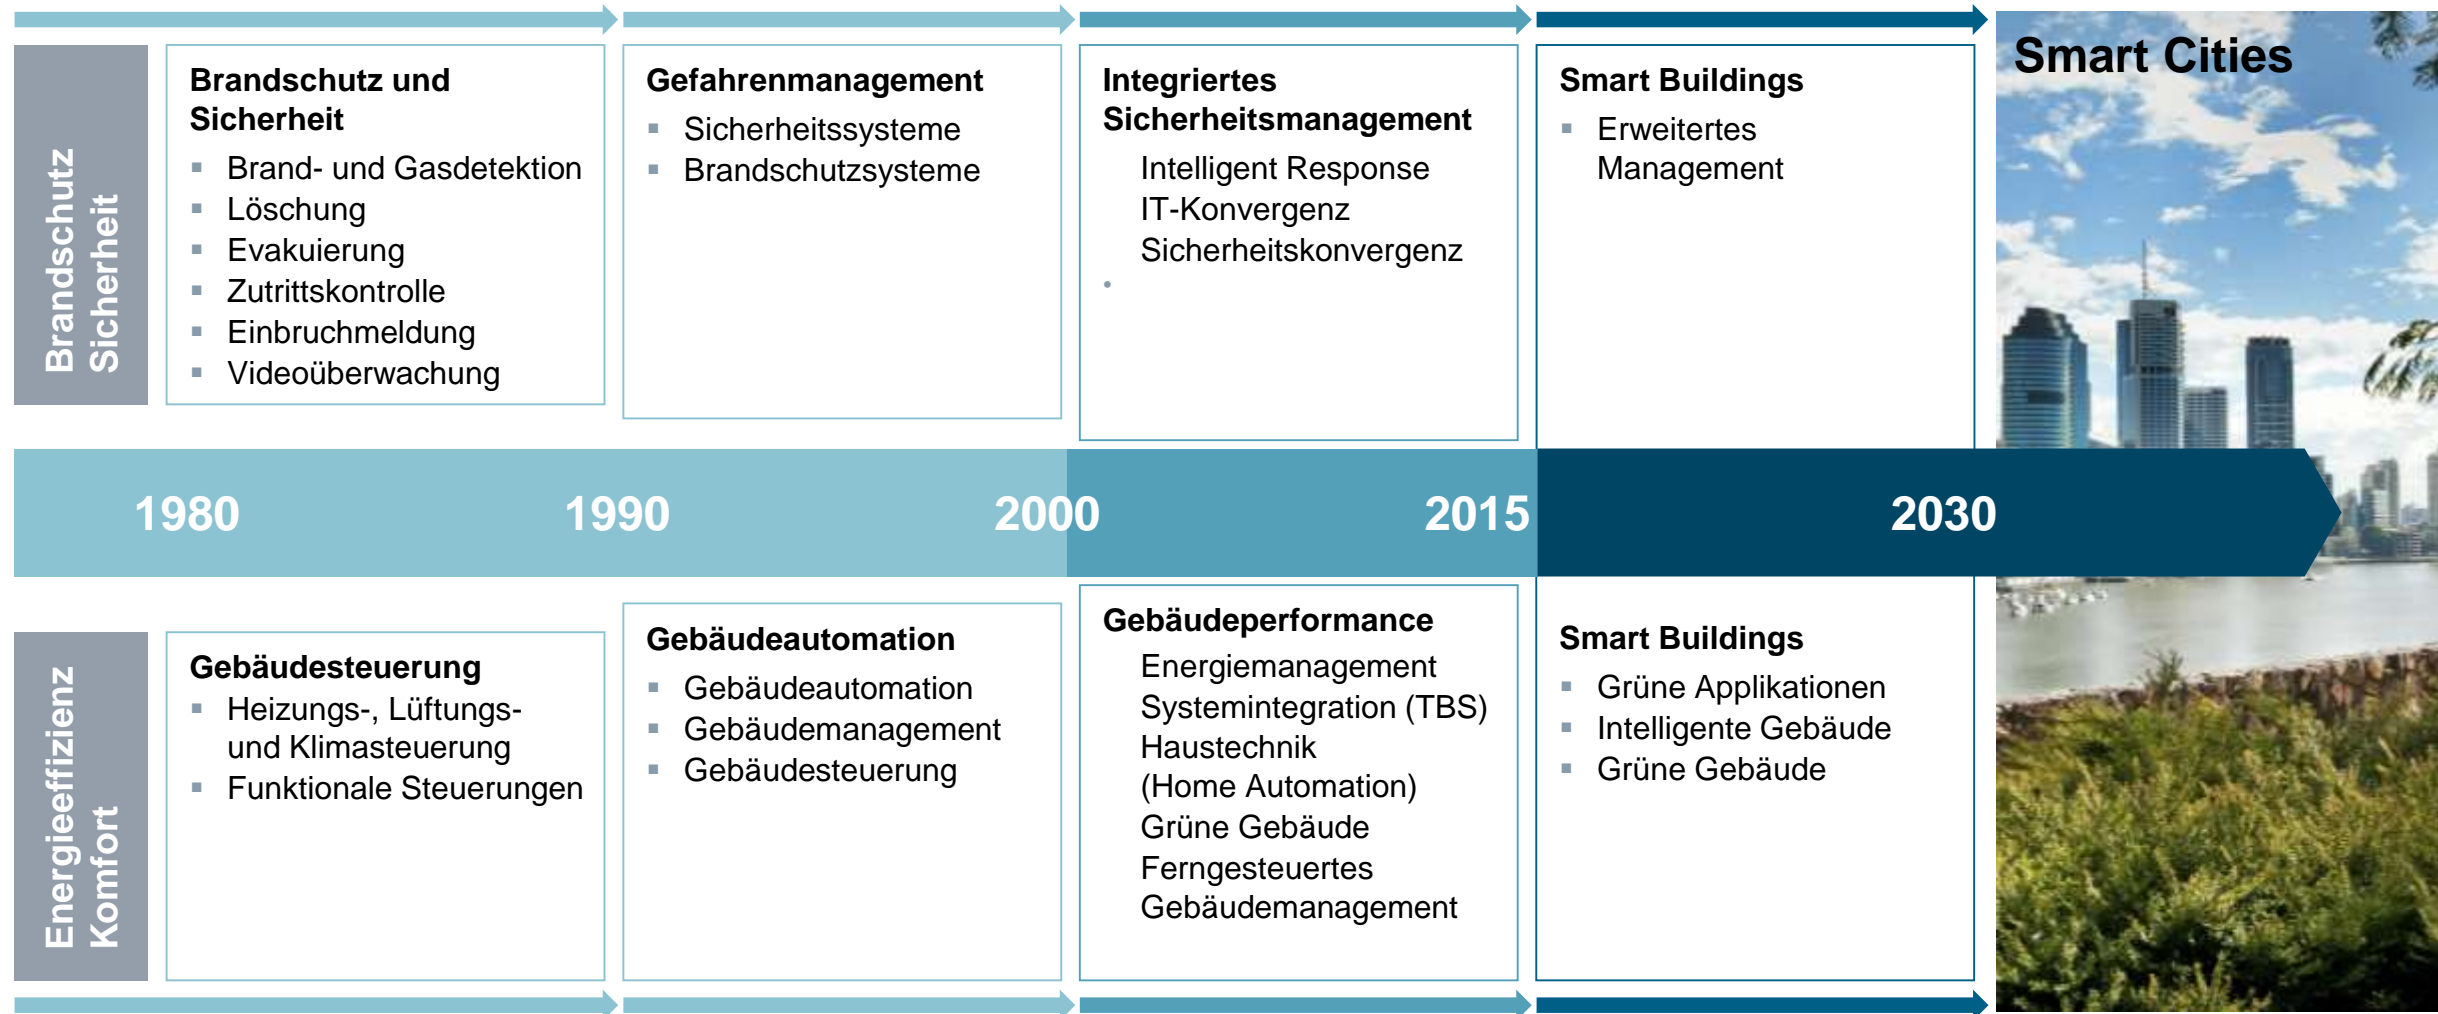 Smart Cities
Brandschutz
Sicherheit
Brandschutz und
Sicherheit
Brand- und Gasdetektion
Löschung
Evakuierung
Zutrittskontrolle
Einbruchmeldung
Videoüberwachung
Gefahrenmanagement
Sicherheitssysteme
Brandschutzsysteme
Integriertes
Sicherheitsmanagement
Intelligent Response
IT-Konvergenz
Sicherheitskonvergenz
Smart Buildings
Erweitertes
Management
1980
1990
2000
2015
2030
Energieeffizienz
Komfort
Gebäudesteuerung
Heizungs-, Lüftungs-
und Klimasteuerung
Funktionale Steuerungen
Gebäudeautomation
Gebäudeautomation
Gebäudemanagement
Gebäudesteuerung
Gebäudeperformance
Energiemanagement
Systemintegration (TBS)
Haustechnik
(Home Automation)
Grüne Gebäude
Ferngesteuertes
Gebäudemanagement
Smart Buildings
Grüne Applikationen
Intelligente Gebäude
Grüne Gebäude